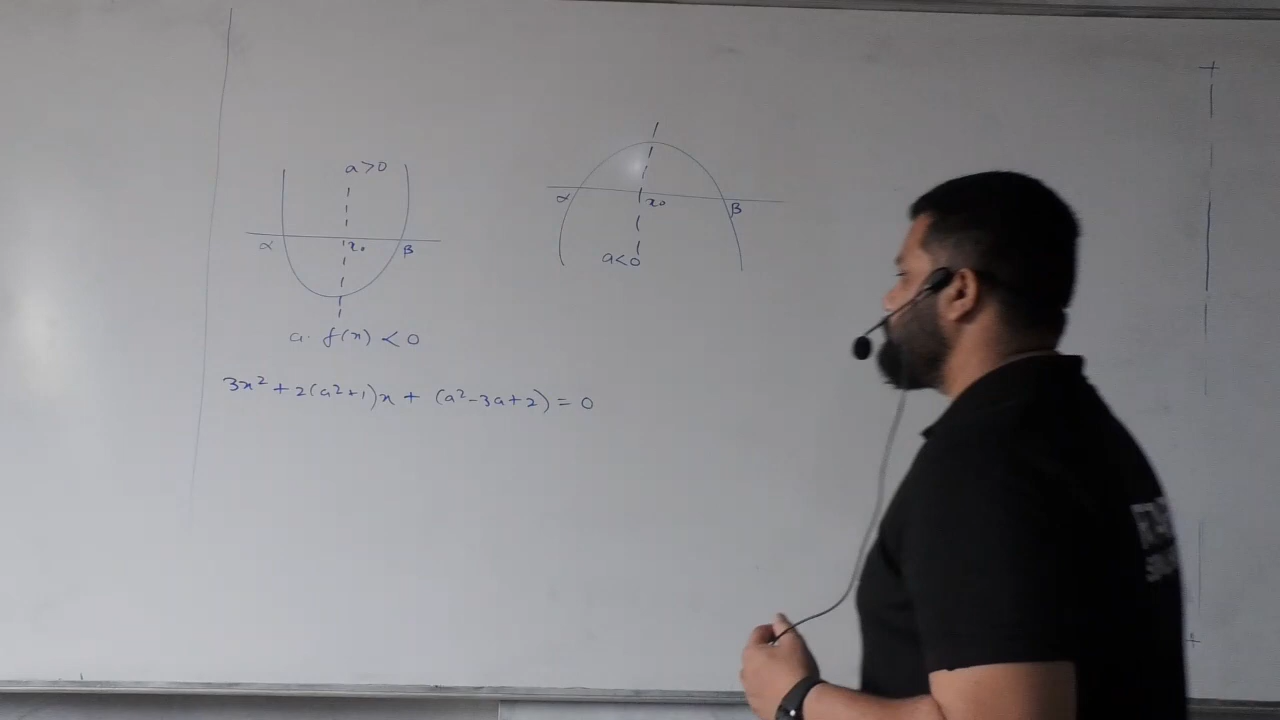 a>0
α x₀ β
α x₀ β
a<0
a. f(x) < 0
3x² + 2(a²+1)x + (a²-3a+2) = 0